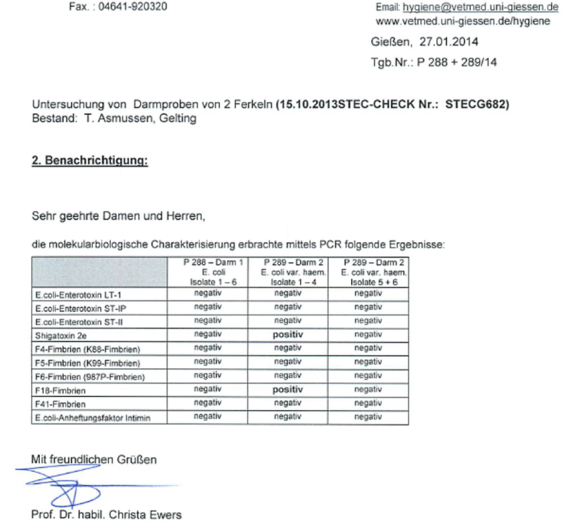 Fax. : 04641-920320
Email: hygiene@vetmed.uni-giessen.de
www.vetmed.uni-giessen.de/hygiene
Gießen, 27.01.2014
Tgb.Nr.: P 288 + 289/14
Untersuchung von Darmproben von 2 Ferkeln (15.10.2013STEC-CHECK Nr.: STECG682)
Bestand: T. Asmussen, Gelting
2. Benachrichtigung:
Sehr geehrte Damen und Herren,
die molekularbiologische Charakterisierung erbrachte mittels PCR folgende Ergebnisse:
P 288 – Darm 1 P 289 – Darm 2 P 289 – Darm 2
E. coli E. coli var. haem. E. coli var. haem.
Isolate 1 – 6 Isolate 1 – 4 Isolate 5 + 6
E.coli-Enterotoxin LT-1 negativ negativ negativ
E.coli-Enterotoxin ST-IP negativ negativ negativ
E.coli-Enterotoxin ST-II negativ negativ negativ
Shigatoxin 2e negativ positiv negativ
F4-Fimbrien (K88-Fimbrien) negativ negativ negativ
F5-Fimbrien (K99-Fimbrien) negativ negativ negativ
F6-Fimbrien (987P-Fimbrien) negativ negativ negativ
F18-Fimbrien negativ positiv negativ
F41-Fimbrien negativ negativ negativ
E.coli-Anheftungsfaktor Intimin negativ negativ negativ
Mit freundlichen Grüßen
Prof. Dr. habil. Christa Ewers